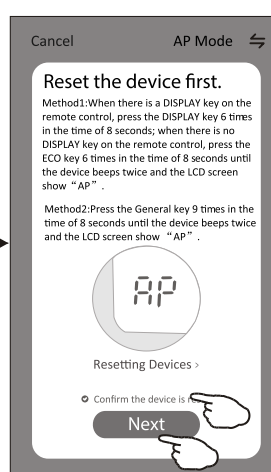 Cancel AP Mode
Reset the device first.
Method1:When there is a DISPLAY key on the
remote control, press the DISPLAY key 6 times
in the time of 8 seconds; when there is no
DISPLAY key on the remote control, press the
ECO key 6 times in the time of 8 seconds until
the device beeps twice and the LCD screen
show “AP”.
Method2:Press the General key 9 times in the
time of 8 seconds until the device beeps twice
and the LCD screen show “AP”.
AP
Resetting Devices >
Confirm the device is
Next